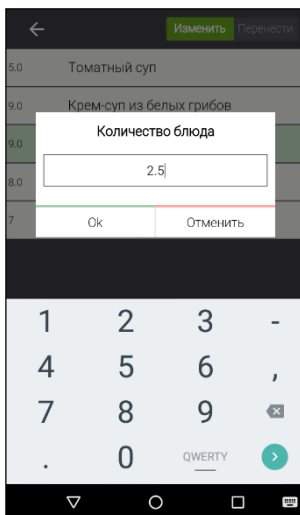 Изменить Перенести
5.0 Томатный суп
9.0 Крем-суп из белых грибов
9.0
Количество блюда
2.5
8.0
7
Ok Отменить
1 2 3 -
4 5 6 ,
7 8 9
. 0 QWERTY